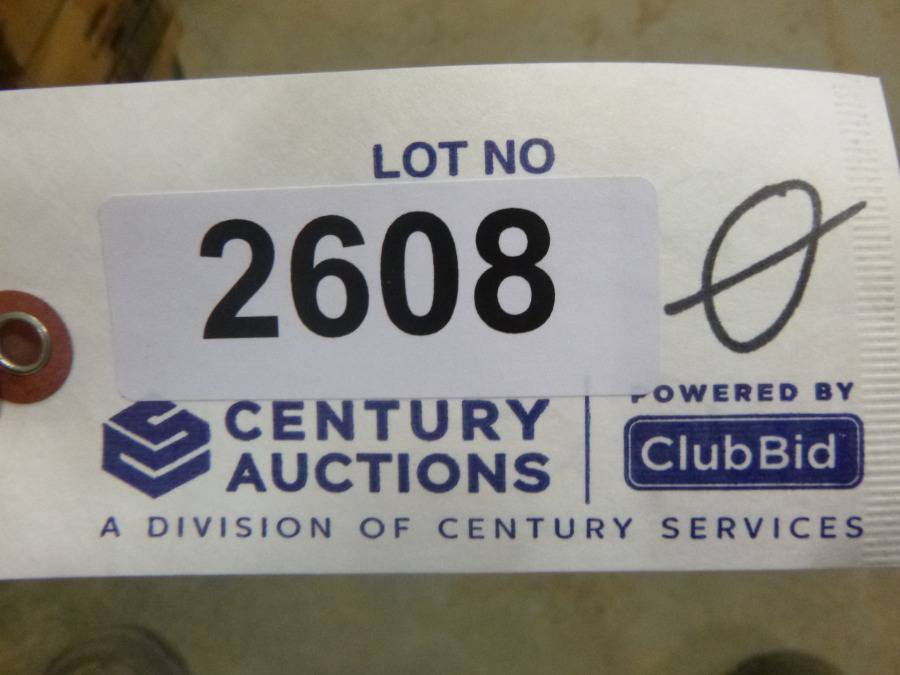 LOT NO
2608 Ø
CENTURY
AUCTIONS
POWERED BY
ClubBid
A DIVISION OF CENTURY SERVICES